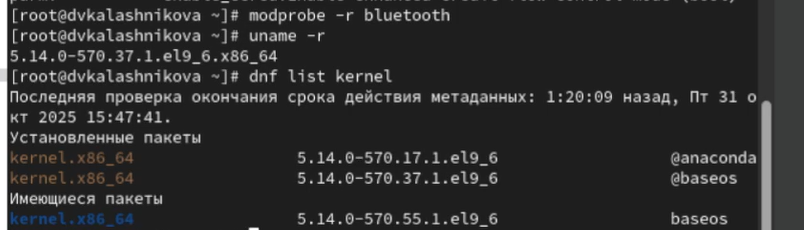 [root@dvkalashnikova ~]# modprobe -r bluetooth
[root@dvkalashnikova ~]# uname -r
5.14.0-570.37.1.el9_6.x86_64
[root@dvkalashnikova ~]# dnf list kernel
Последняя проверка окончания срока действия метаданных: 1:20:09 назад, Пт 31 о
кт 2025 15:47:41.
Установленные пакеты
kernel.x86_64 5.14.0-570.17.1.el9_6 @anaconda
kernel.x86_64 5.14.0-570.37.1.el9_6 @baseos
Имеющиеся пакеты
kernel.x86_64 5.14.0-570.55.1.el9_6 baseos